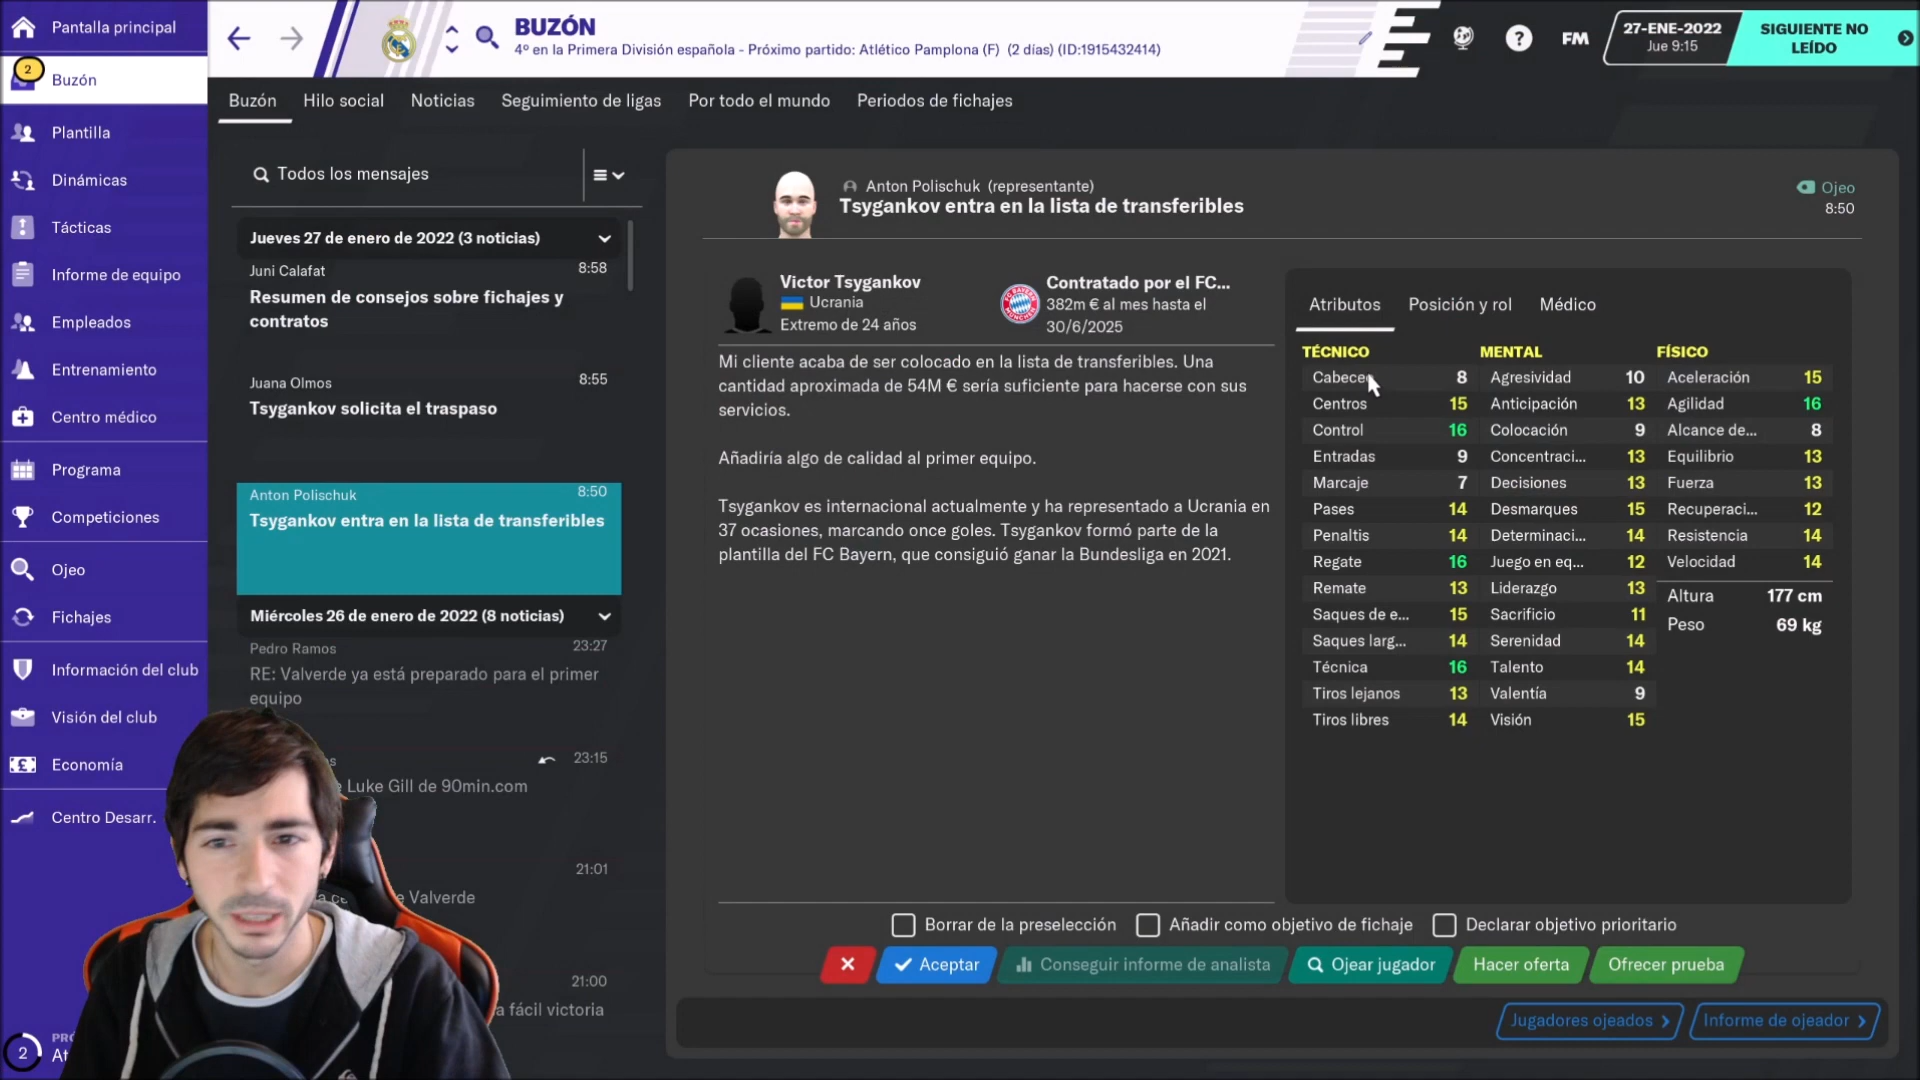 Pantalla principal
2
Buzón
Plantilla
Dinámicas
Tácticas
Informe de equipo
Empleados
Entrenamiento
Centro médico
Programa
Competiciones
Ojeo
Fichajes
Información del club
Visión del club
Economía
Centro Desarr.
2
BUZÓN
4º en la Primera División española - Próximo partido: Atlético Pamplona (F) (2 días) (ID:1915432414)
?
FM
27-ENE-2022
Jue 9:15
SIGUIENTE NO
LEÍDO
Buzón Hilo social Noticias Seguimiento de ligas Por todo el mundo Periodos de fichajes
Todos los mensajes
Jueves 27 de enero de 2022 (3 noticias)
Juni Calafat 8:58
Resumen de consejos sobre fichajes y
contratos
Juana Olmos 8:55
Tsygankov solicita el traspaso
Anton Polischuk 8:50
Tsygankov entra en la lista de transferibles
Miércoles 26 de enero de 2022 (8 noticias)
Pedro Ramos 23:27
RE: Valverde ya está preparado para el primer
equipo
23:15
Luke Gill de 90min.com
21:01
Valverde
21:00
a fácil victoria
Anton Polischuk (representante)
Tsygankov entra en la lista de transferibles
Ojeo
8:50
Victor Tsygankov
Ucrania
Extremo de 24 años
Contratado por el FC...
382m € al mes hasta el
30/6/2025
Mi cliente acaba de ser colocado en la lista de transferibles. Una
cantidad aproximada de 54M € sería suficiente para hacerse con sus
servicios.
Añadiría algo de calidad al primer equipo.
Tsygankov es internacional actualmente y ha representado a Ucrania en
37 ocasiones, marcando once goles. Tsygankov formó parte de la
plantilla del FC Bayern, que consiguió ganar la Bundesliga en 2021.
Atributos Posición y rol Médico
TÉCNICO MENTAL FÍSICO
Cabeceo 8 Agresividad 10 Aceleración 15
Centros 15 Anticipación 13 Agilidad 16
Control 16 Colocación 9 Alcance de... 8
Entradas 9 Concentraci... 13 Equilibrio 13
Marcaje 7 Decisiones 13 Fuerza 13
Pases 14 Desmarques 15 Recuperaci... 12
Penaltis 14 Determinaci... 14 Resistencia 14
Regate 16 Juego en eq... 12 Velocidad 14
Remate 13 Liderazgo 13 Altura 177 cm
Saques de e... 15 Sacrificio 11 Peso 69 kg
Saques larg... 14 Serenidad 14
Técnica 16 Talento 14
Tiros lejanos 13 Valentía 9
Tiros libres 14 Visión 15
Borrar de la preselección Añadir como objetivo de fichaje Declarar objetivo prioritario
Aceptar Conseguir informe de analista Ojear jugador Hacer oferta Ofrecer prueba
Jugadores ojeados Informe de ojeador